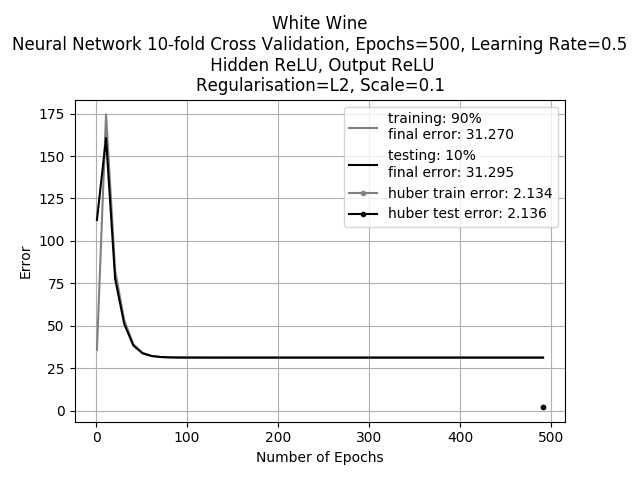 White Wine
Neural Network 10-fold Cross Validation, Epochs=500, Learning Rate=0.5
Hidden ReLU, Output ReLU
Regularisation=L2, Scale=0.1
training: 90%
final error: 31.270
testing: 10%
final error: 31.295
huber train error: 2.134
huber test error: 2.136
Error
175
150
125
100
75
50
25
0
0 100 200 300 400 500
Number of Epochs